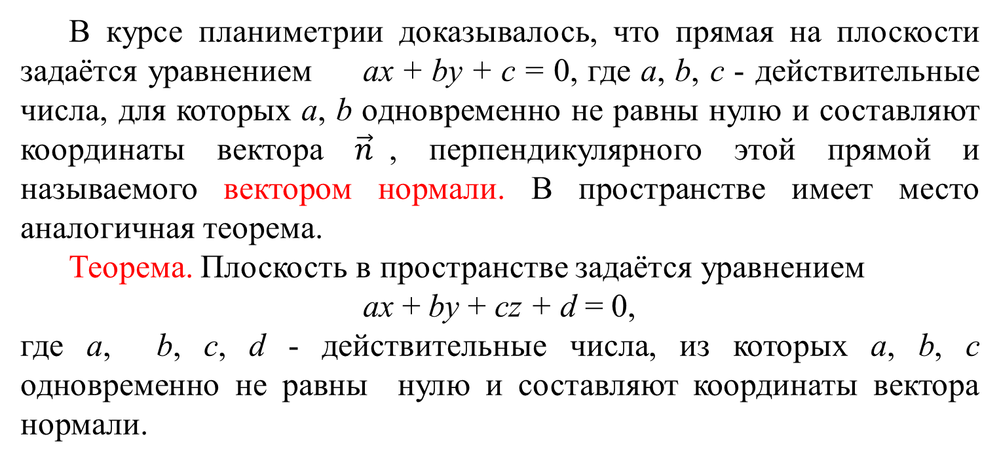 В курсе планиметрии доказывалось, что прямая на плоскости
задаётся уравнением ax + by + c = 0, где a, b, c - действительные
числа, для которых a, b одновременно не равны нулю и составляют
координаты вектора n⃗ , перпендикулярного этой прямой и
называемого вектором нормали. В пространстве имеет место
аналогичная теорема.
Теорема. Плоскость в пространстве задаётся уравнением
ax + by + cz + d = 0,
где a, b, c, d - действительные числа, из которых a, b, c
одновременно не равны нулю и составляют координаты вектора
нормали.